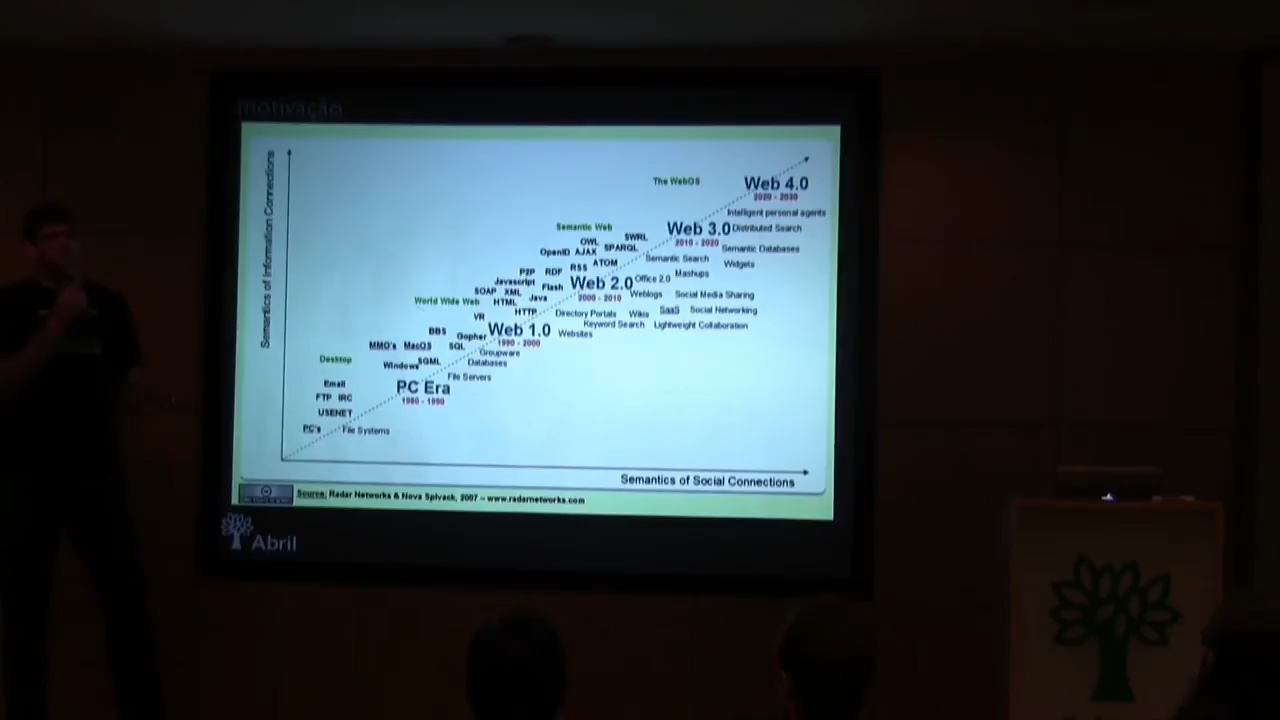 motivação
Semantics of Information Connections
The WebOS
Web 4.0
2020 - 2030
Intelligent personal agents
Semantic Web
Web 3.0
Distributed Search
2010 - 2020
SWRL
OWL
SPARQL
OpenID AJAX
Semantic Databases
Semantic Search
Widgets
ATOM
RSS
P2P RDF
Mashups
Office 2.0
Javascript
Flash
Web 2.0
2000 - 2010
SOAP XML
Java
Weblogs
Social Media Sharing
World Wide Web
HTML
HTTP
VR
Directory Portals
Wikis
SaaS
Social Networking
Keyword Search
Lightweight Collaboration
BBS
Gopher
Web 1.0
1990 - 2000
Websites
MMO's MacOS
SQL
Groupware
Desktop
SGML
Windows
Databases
File Servers
Email
PC Era
1980 - 1990
FTP IRC
USENET
PC's
File Systems
Semantics of Social Connections
Source: Radar Networks & Nova Spivack, 2007 – www.radarnetworks.com
Abril